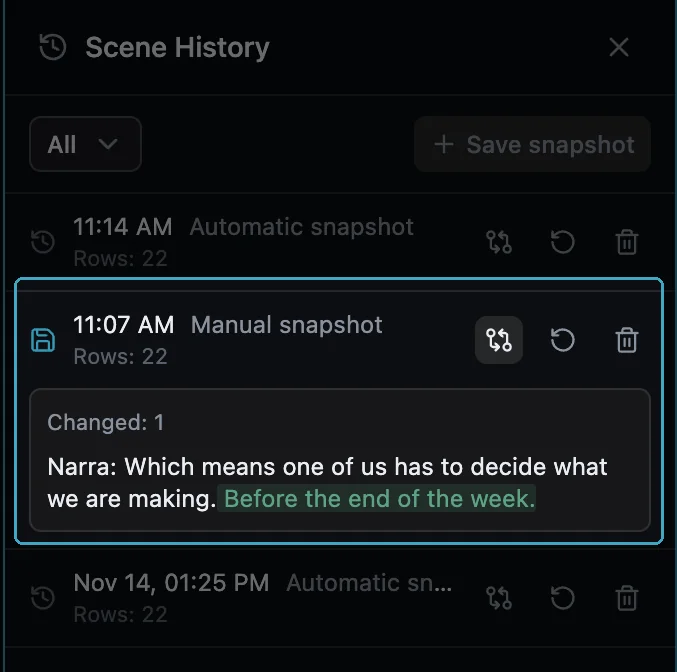 Scene History
All
Save snapshot
11:14 AM Automatic snapshot
Rows: 22
11:07 AM Manual snapshot
Rows: 22
Changed: 1
Narra: Which means one of us has to decide what
we are making. Before the end of the week.
Nov 14, 01:25 PM Automatic sn...
Rows: 22